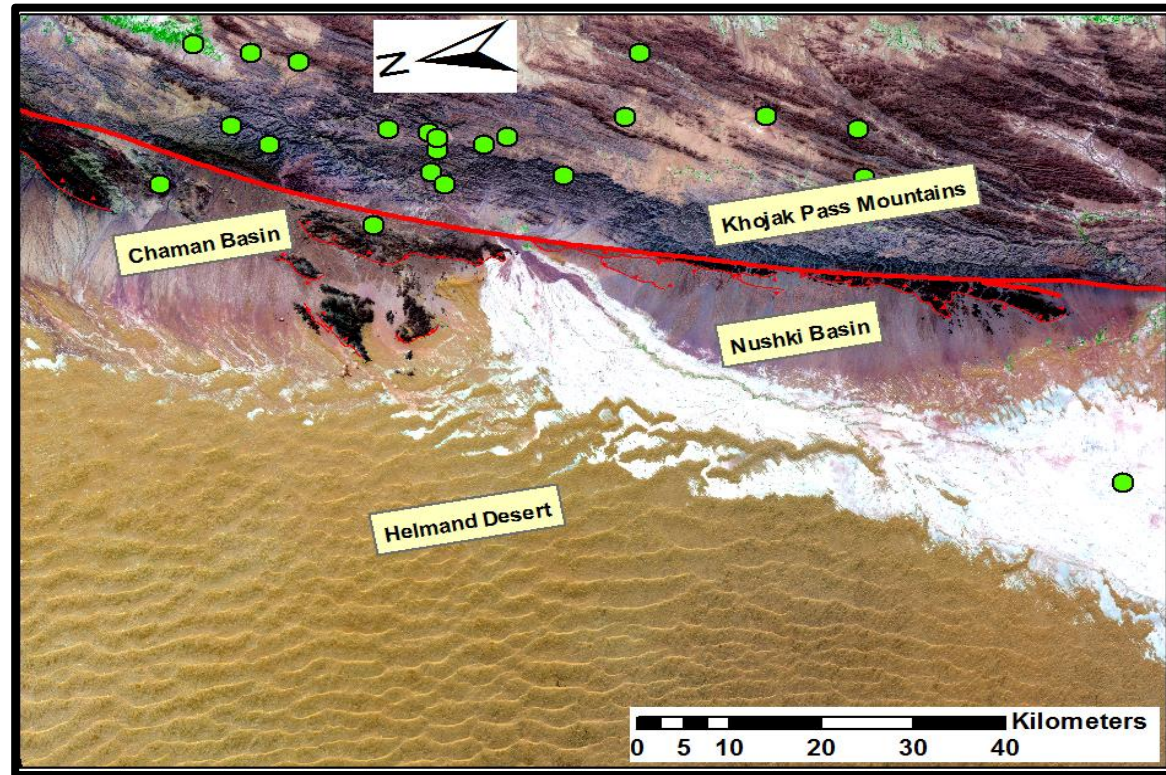 N
Khojak Pass Mountains
Chaman Basin
Nushki Basin
Helmand Desert
Kilometers
0 5 10 20 30 40